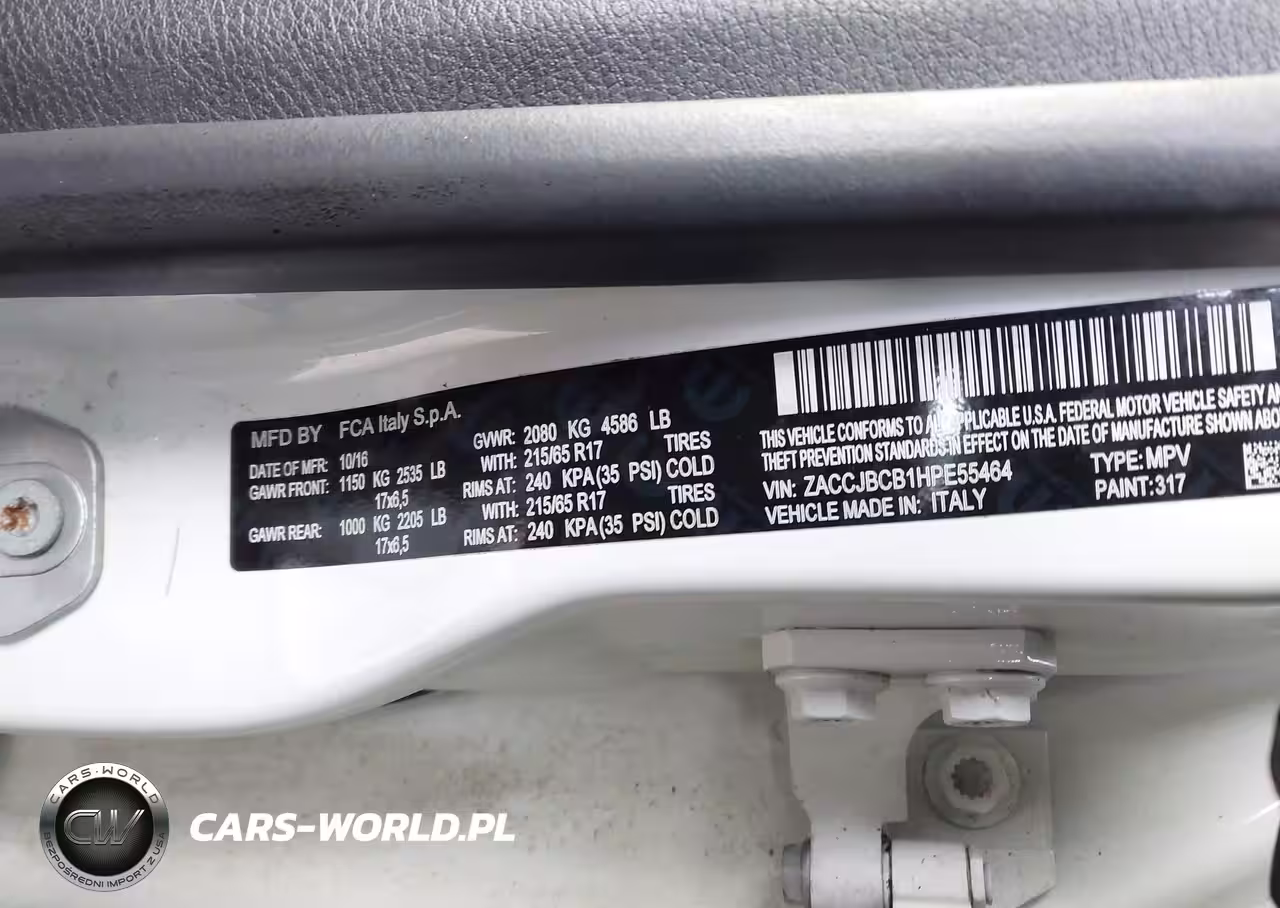 MFD BY FCA Italy S.p.A.
DATE OF MFR: 10/16 GVWR: 2080 KG 4586 LB
GAWR FRONT: 1150 KG 2535 LB WITH: 215/65 R17 TIRES
17x6,5 RIMS AT: 240 KPA(35 PSI) COLD
GAWR REAR: 1000 KG 2205 LB WITH: 215/65 R17 TIRES
17x6,5 RIMS AT: 240 KPA(35 PSI) COLD
THIS VEHICLE CONFORMS TO ALL APPLICABLE U.S.A. FEDERAL MOTOR VEHICLE SAFETY
THEFT PREVENTION STANDARDS IN EFFECT ON THE DATE OF MANUFACTURE SHOWN
VIN: ZACCJBCB1HPE55464 TYPE: MPV
VEHICLE MADE IN: ITALY PAINT: 317
CARS-WORLD
CW
BEZPOŚREDNI IMPORT Z USA
CARS-WORLD.PL